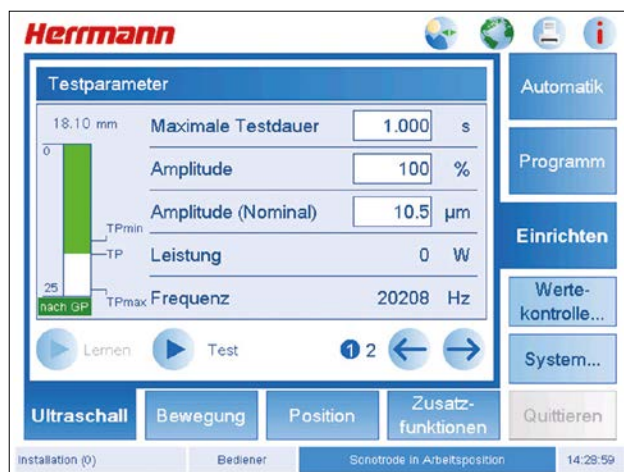 Herrmann
Testparameter
18.10 mm
0
TPmin
TP
25
nach GP
TPmax
Maximale Testdauer 1.000 s
Amplitude 100 %
Amplitude (Nominal) 10.5 µm
Leistung 0 W
Frequenz 20208 Hz
Lernen
Test
1 2
Automatik
Programm
Einrichten
Werte-
kontrolle...
System...
Quittieren
Ultraschall
Bewegung
Position
Zusatz-
funktionen
Installation (0)
Bediener
Sonotrode in Arbeitsposition
14:28:59